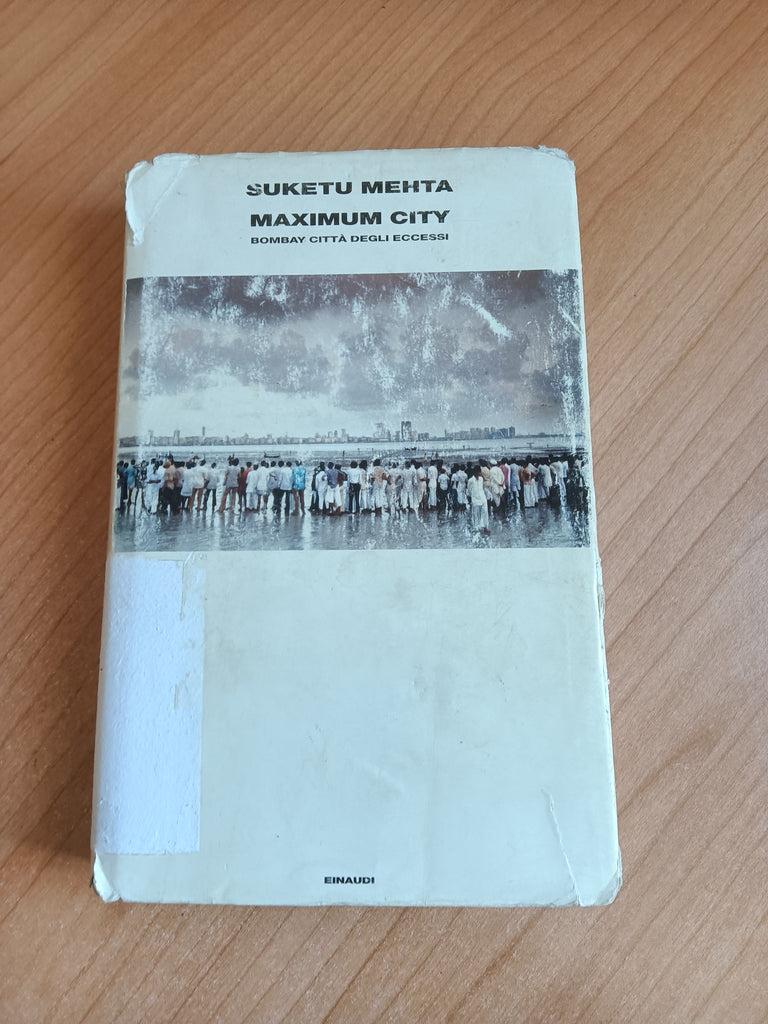 SUKETU MEHTA
MAXIMUM CITY
BOMBAY CITTÀ DEGLI ECCESSI
EINAUDI